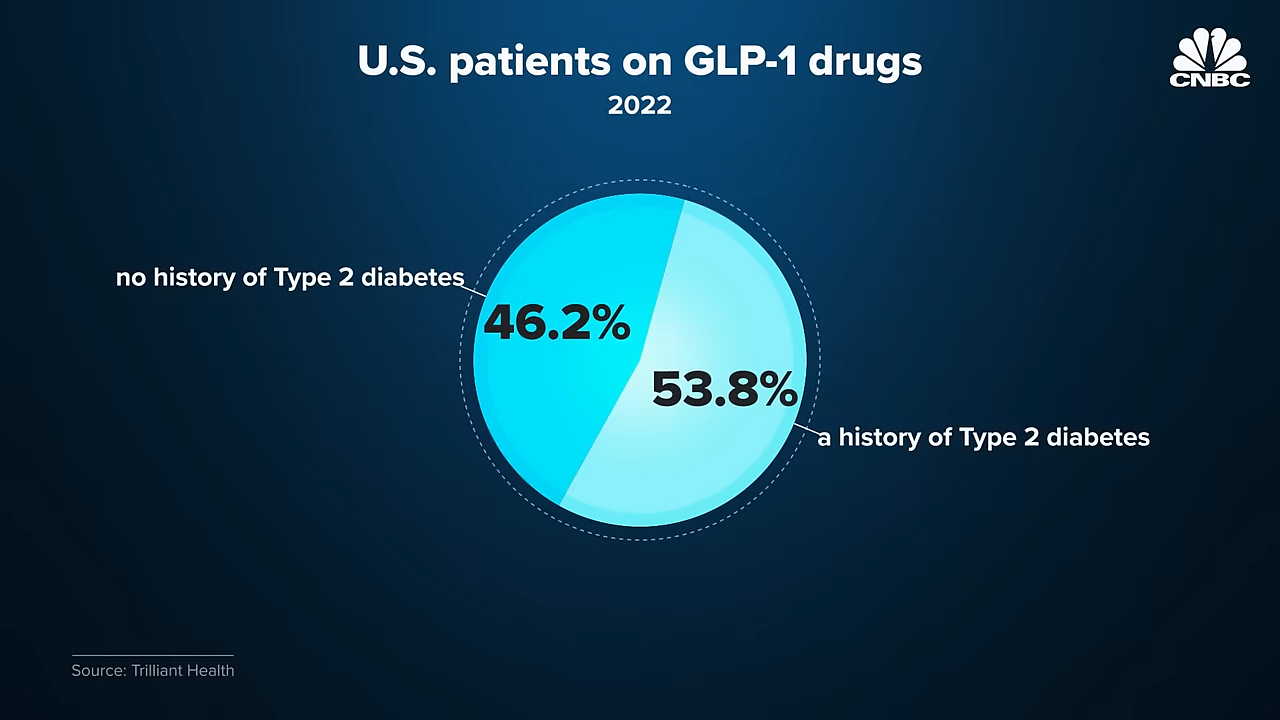 U.S. patients on GLP-1 drugs
2022
CNBC
no history of Type 2 diabetes
46.2%
53.8%
a history of Type 2 diabetes
Source: Trilliant Health